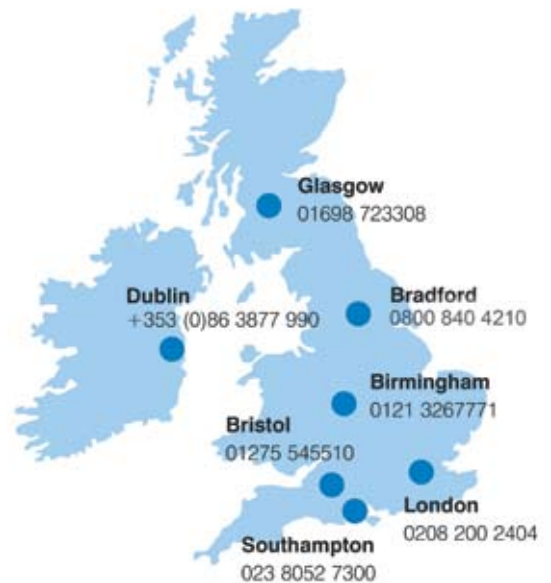 Glasgow
01698 723308
Dublin
+353 (0)86 3877 990
Bradford
0800 840 4210
Birmingham
0121 3267771
Bristol
01275 545510
London
0208 200 2404
Southampton
023 8052 7300